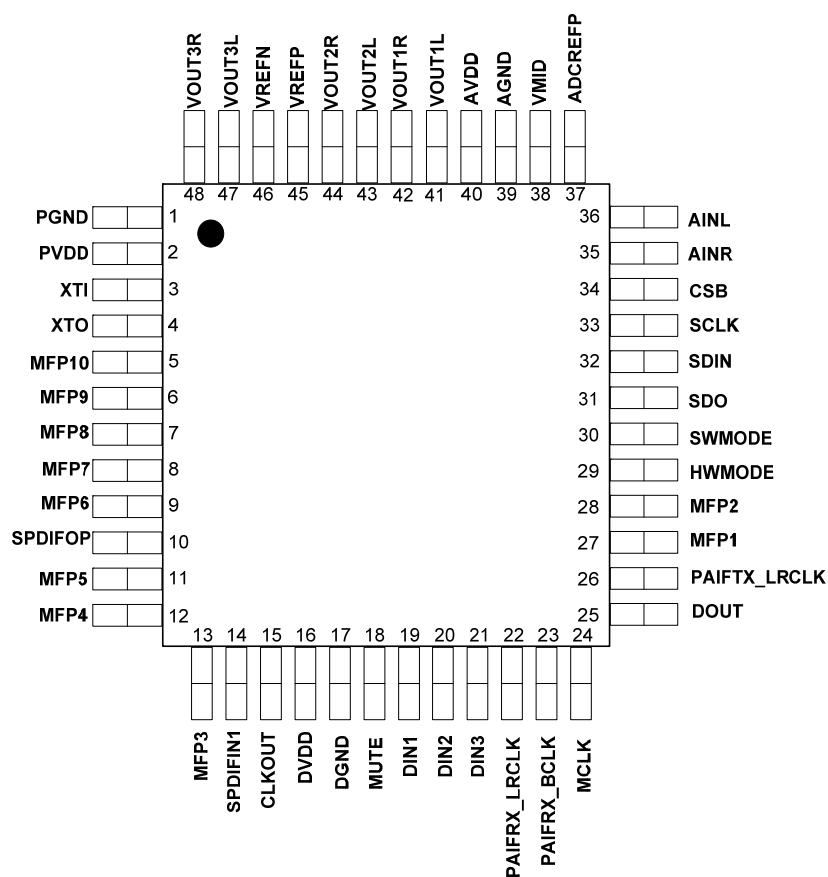 VOUT3R
VOUT3L
VREFN
VREFP
VOUT2R
VOUT2L
VOUT1R
VOUT1L
AVDD
AGND
VMID
ADCREFP
48 47 46 45 44 43 42 41 40 39 38 37
PGND 1
PVDD 2
XTI 3
XTO 4
MFP10 5
MFP9 6
MFP8 7
MFP7 8
MFP6 9
SPDIFOP 10
MFP5 11
MFP4 12
36 AINL
35 AINR
34 CSB
33 SCLK
32 SDIN
31 SDO
30 SWMODE
29 HWMODE
28 MFP2
27 MFP1
26 PAIFTX_LRCLK
25 DOUT
13 14 15 16 17 18 19 20 21 22 23 24
MFP3
SPDIFIN1
CLKOUT
DVDD
DGND
MUTE
DIN1
DIN2
DIN3
PAIFRX_LRCLK
PAIFRX_BCLK
MCLK